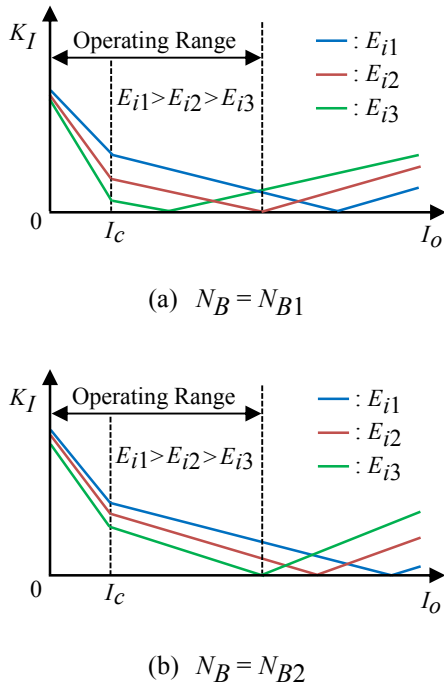 K_I
Operating Range
: E_i1
: E_i2
: E_i3
E_i1>E_i2>E_i3
0
I_c
I_o
(a) N_B = N_B1
K_I
Operating Range
: E_i1
: E_i2
: E_i3
E_i1>E_i2>E_i3
0
I_c
I_o
(b) N_B = N_B2